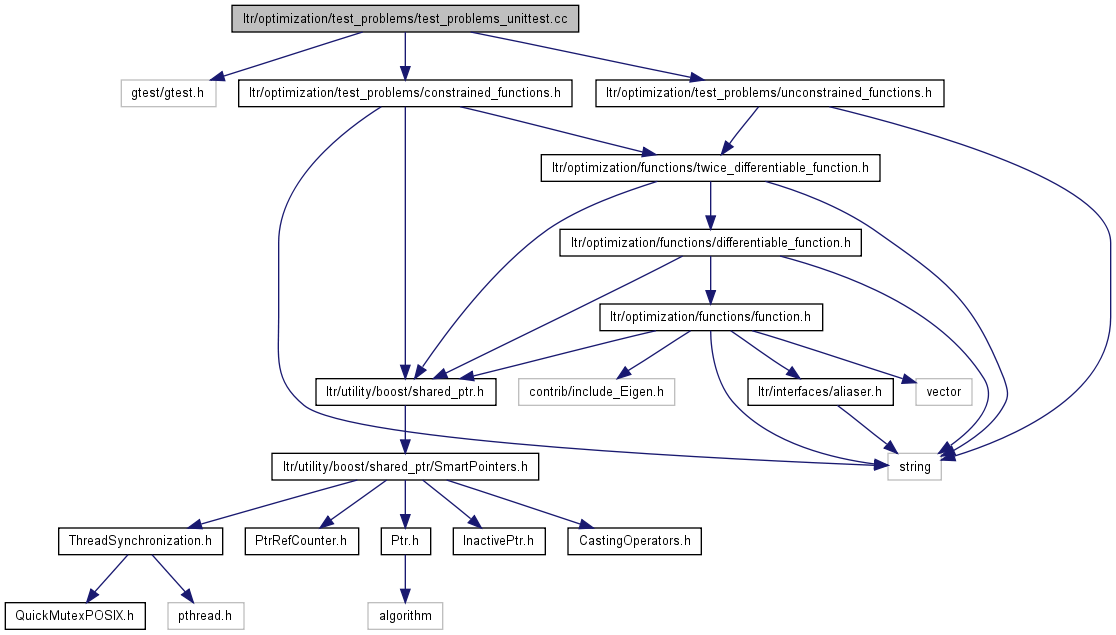 ltr/optimization/test_problems/test_problems_unittest.cc
gtest/gtest.h
ltr/optimization/test_problems/constrained_functions.h
ltr/optimization/test_problems/unconstrained_functions.h
ltr/optimization/functions/twice_differentiable_function.h
ltr/optimization/functions/differentiable_function.h
ltr/optimization/functions/function.h
ltr/utility/boost/shared_ptr.h
contrib/include_Eigen.h
ltr/interfaces/aliaser.h
vector
ltr/utility/boost/shared_ptr/SmartPointers.h
string
ThreadSynchronization.h
PtrRefCounter.h
Ptr.h
InactivePtr.h
CastingOperators.h
QuickMutexPOSIX.h
pthread.h
algorithm